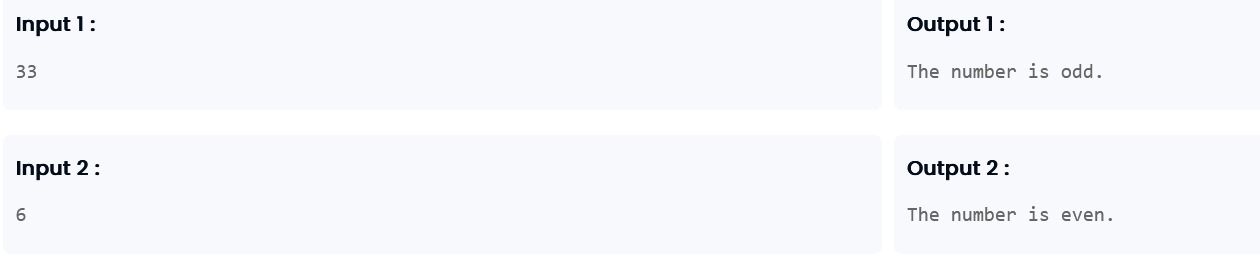 Input 1 :
33
Output 1 :
The number is odd.
Input 2 :
6
Output 2 :
The number is even.